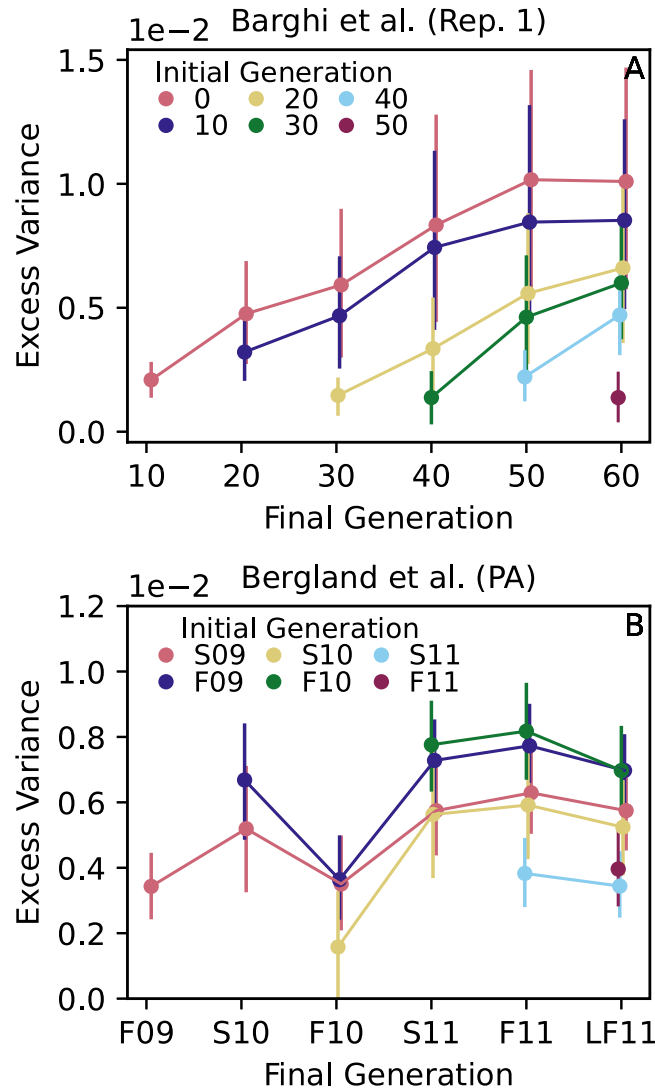 1e−2 Barghi et al. (Rep. 1)
A
Initial Generation
0 20 40
10 30 50
1.5
1.0
0.5
0.0
Excess Variance
10 20 30 40 50 60
Final Generation
1e−2 Bergland et al. (PA)
B
Initial Generation
S09 S10 S11
F09 F10 F11
1.2
1.0
0.8
0.6
0.4
0.2
0.0
Excess Variance
F09 S10 F10 S11 F11 LF11
Final Generation